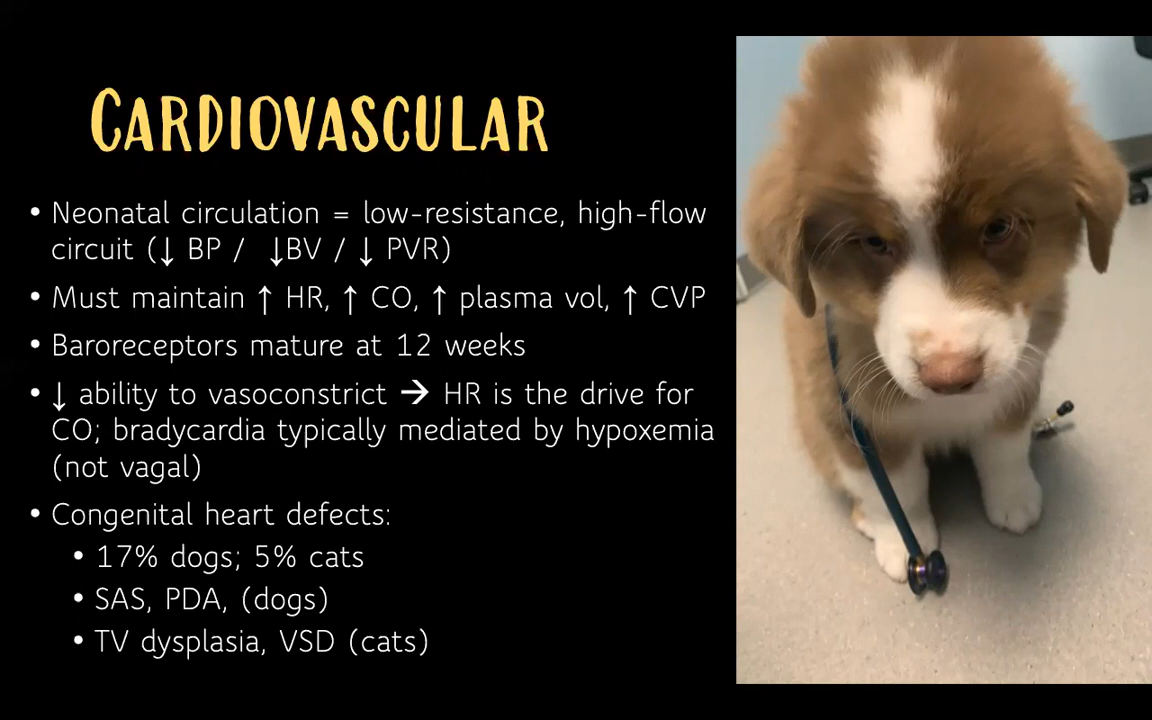 CARDIOVASCULAR
• Neonatal circulation = low-resistance, high-flow
circuit (↓ BP / ↓BV / ↓ PVR)
• Must maintain ↑ HR, ↑ CO, ↑ plasma vol, ↑ CVP
• Baroreceptors mature at 12 weeks
• ↓ ability to vasoconstrict → HR is the drive for
CO; bradycardia typically mediated by hypoxemia
(not vagal)
• Congenital heart defects:
• 17% dogs; 5% cats
• SAS, PDA, (dogs)
• TV dysplasia, VSD (cats)